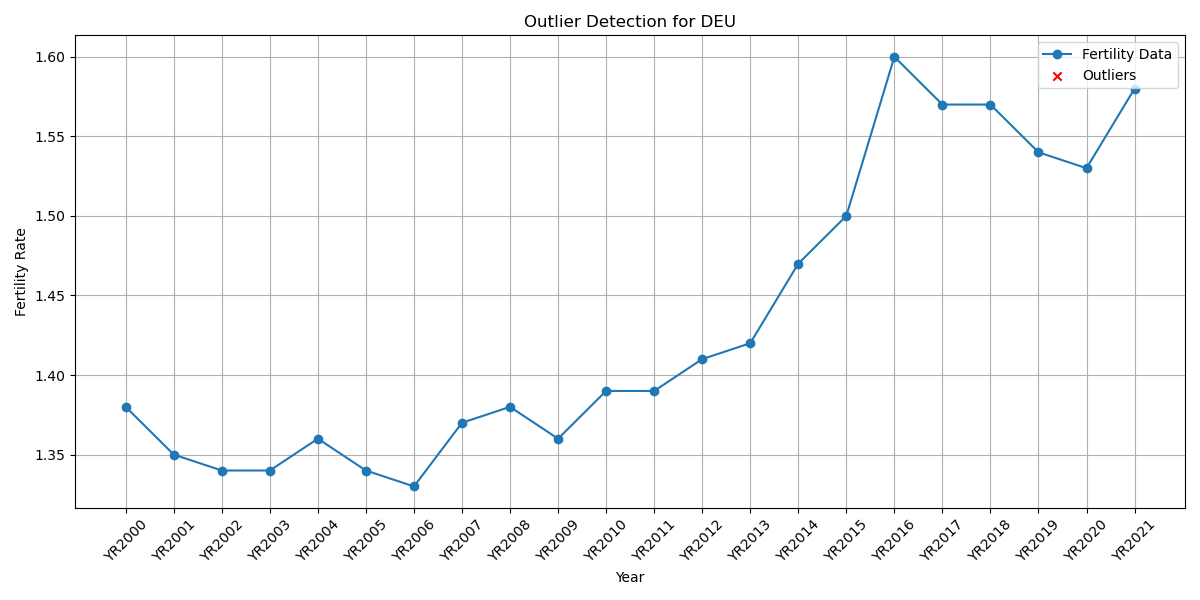 Outlier Detection for DEU
Fertility Data
Outliers
Fertility Rate
1.60
1.55
1.50
1.45
1.40
1.35
YR2000
YR2001
YR2002
YR2003
YR2004
YR2005
YR2006
YR2007
YR2008
YR2009
YR2010
YR2011
YR2012
YR2013
YR2014
YR2015
YR2016
YR2017
YR2018
YR2019
YR2020
YR2021
Year